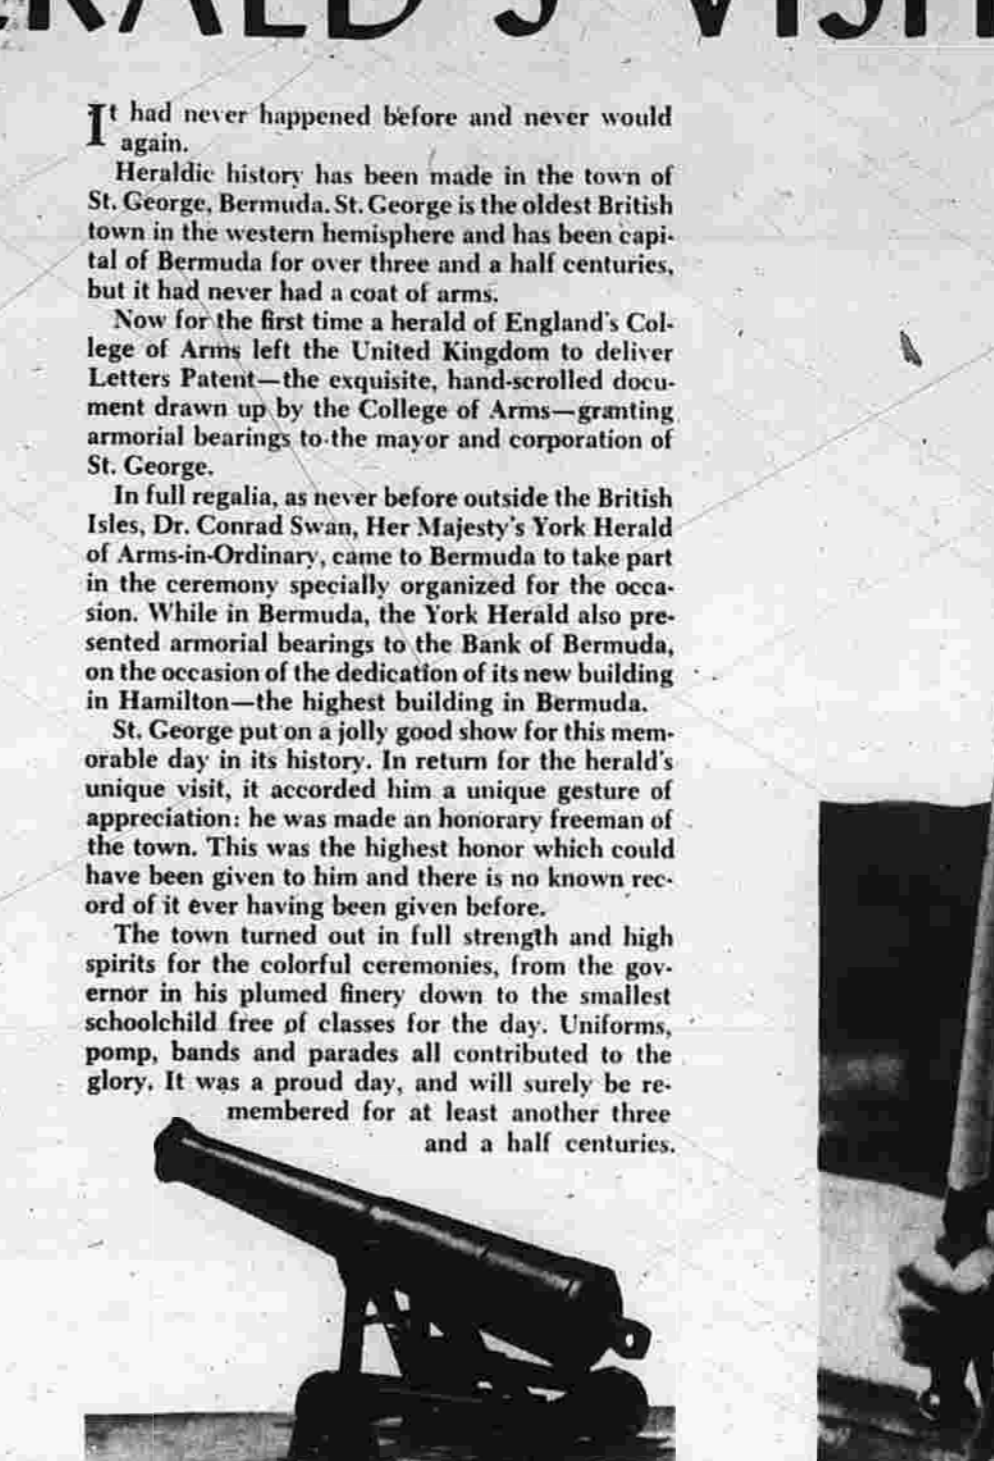 ERALD'S VISIT
It had never happened before and never would
again.
Heraldic history has been made in the town of
St. George, Bermuda. St. George is the oldest British
town in the western hemisphere and has been capi-
tal of Bermuda for over three and a half centuries,
but it had never had a coat of arms.
Now for the first time a herald of England's Col-
lege of Arms left the United Kingdom to deliver
Letters Patent—the exquisite, hand-scrolled docu-
ment drawn up by the College of Arms—granting
armorial bearings to the mayor and corporation of
St. George.
In full regalia, as never before outside the British
Isles, Dr. Conrad Swan, Her Majesty's York Herald
of Arms-in-Ordinary, came to Bermuda to take part
in the ceremony specially organized for the occa-
sion. While in Bermuda, the York Herald also pre-
sented armorial bearings to the Bank of Bermuda,
on the occasion of the dedication of its new building
in Hamilton—the highest building in Bermuda.
St. George put on a jolly good show for this mem-
orable day in its history. In return for the herald's
unique visit, it accorded him a unique gesture of
appreciation: he was made an honorary freeman of
the town. This was the highest honor which could
have been given to him and there is no known rec-
ord of it ever having been given before.
The town turned out in full strength and high
spirits for the colorful ceremonies, from the gov-
ernor in his plumed finery down to the smallest
schoolchild free of classes for the day. Uniforms,
pomp, bands and parades all contributed to the
glory. It was a proud day, and will surely be re-
membered for at least another three
and a half centuries.